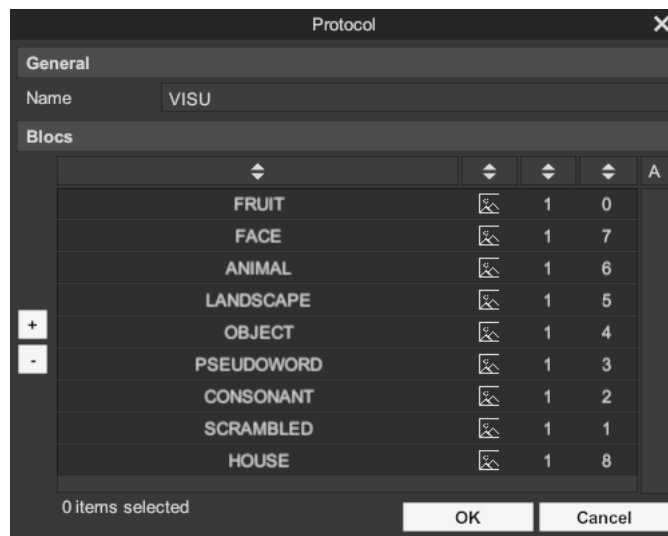 Protocol
General
Name VISU
Blocs
A
FRUIT 1 0
FACE 1 7
ANIMAL 1 6
LANDSCAPE 1 5
+
OBJECT 1 4
-
PSEUDOWORD 1 3
CONSONANT 1 2
SCRAMBLED 1 1
HOUSE 1 8
0 items selected
OK Cancel